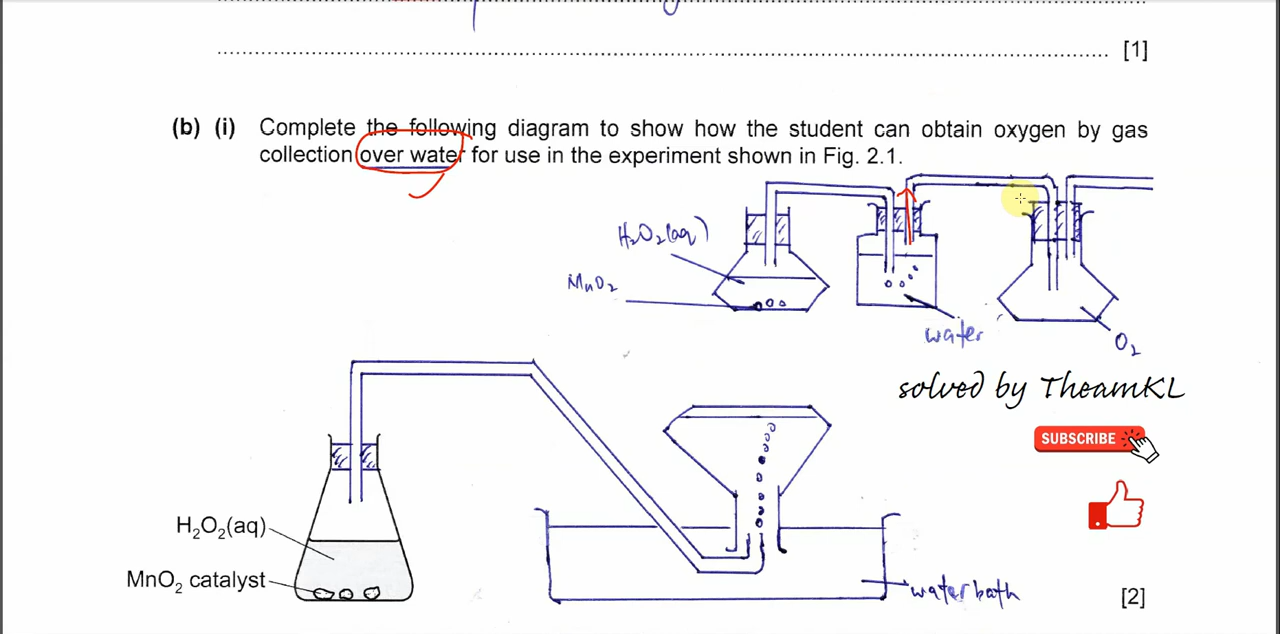 [1]
(b) (i) Complete the following diagram to show how the student can obtain oxygen by gas
collection over water for use in the experiment shown in Fig. 2.1.
H₂O₂(aq)
MnO₂
water
O₂
solved by TheamKL
SUBSCRIBE
H₂O₂(aq)
MnO₂ catalyst
water bath
[2]